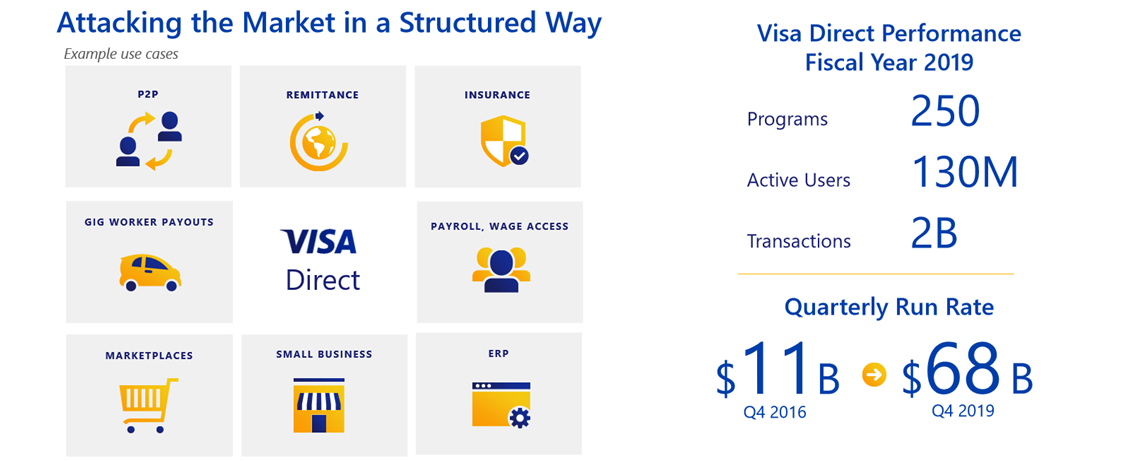 Attacking the Market in a Structured Way
Example use cases
P2P
REMITTANCE
INSURANCE
GIG WORKER PAYOUTS
VISA
Direct
PAYROLL, WAGE ACCESS
MARKETPLACES
SMALL BUSINESS
ERP
Visa Direct Performance
Fiscal Year 2019
Programs 250
Active Users 130M
Transactions 2B
Quarterly Run Rate
$11B $68B
Q4 2016 Q4 2019